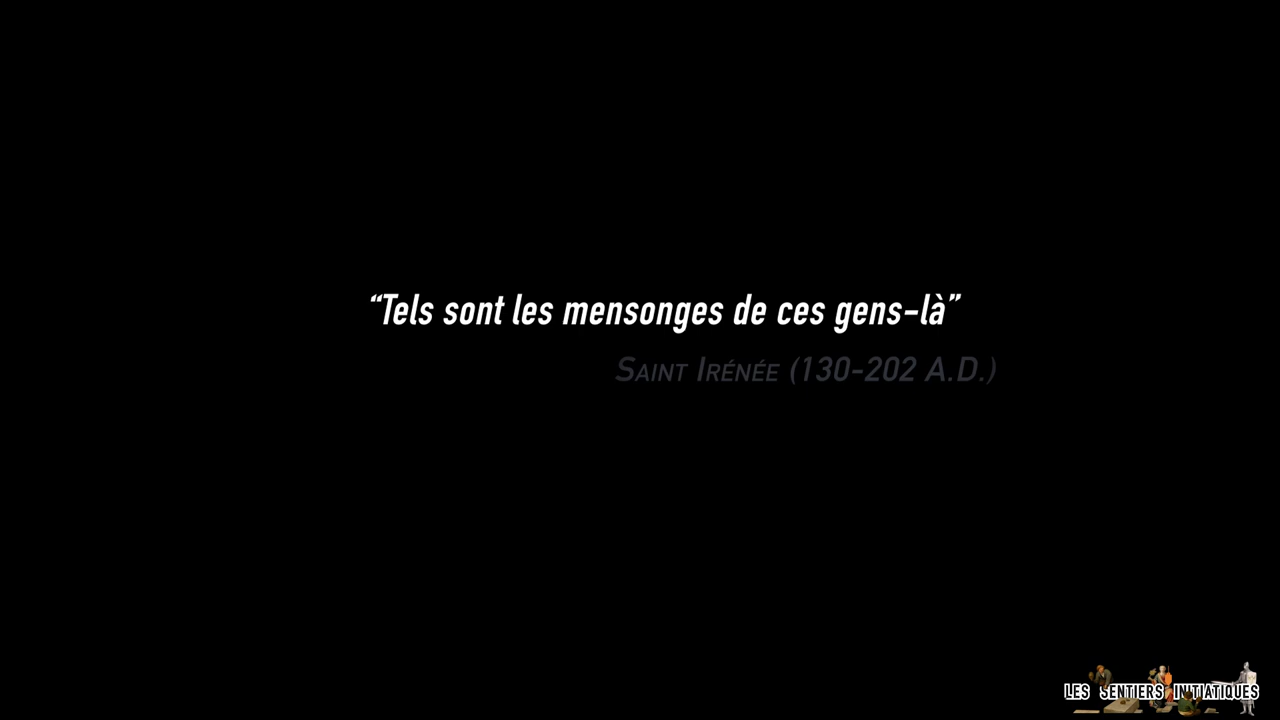 “Tels sont les mensonges de ces gens-là”
Saint Irénée (130-202 A.D.)
LES SENTIERS INITIATIQUES